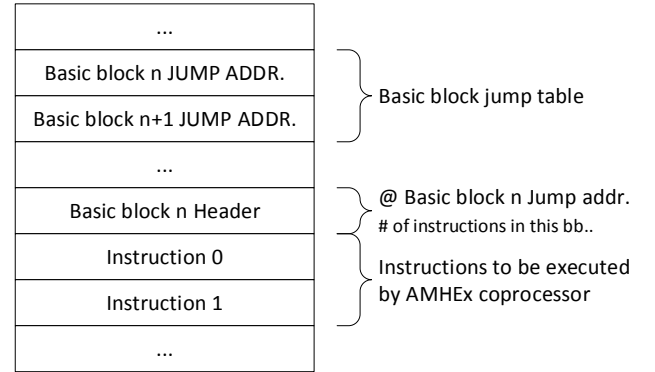 ...
Basic block n JUMP ADDR.
Basic block n+1 JUMP ADDR.
Basic block jump table
...
Basic block n Header
@ Basic block n Jump addr.
# of instructions in this bb..
Instruction 0
Instruction 1
Instructions to be executed
by AMHEx coprocessor
...